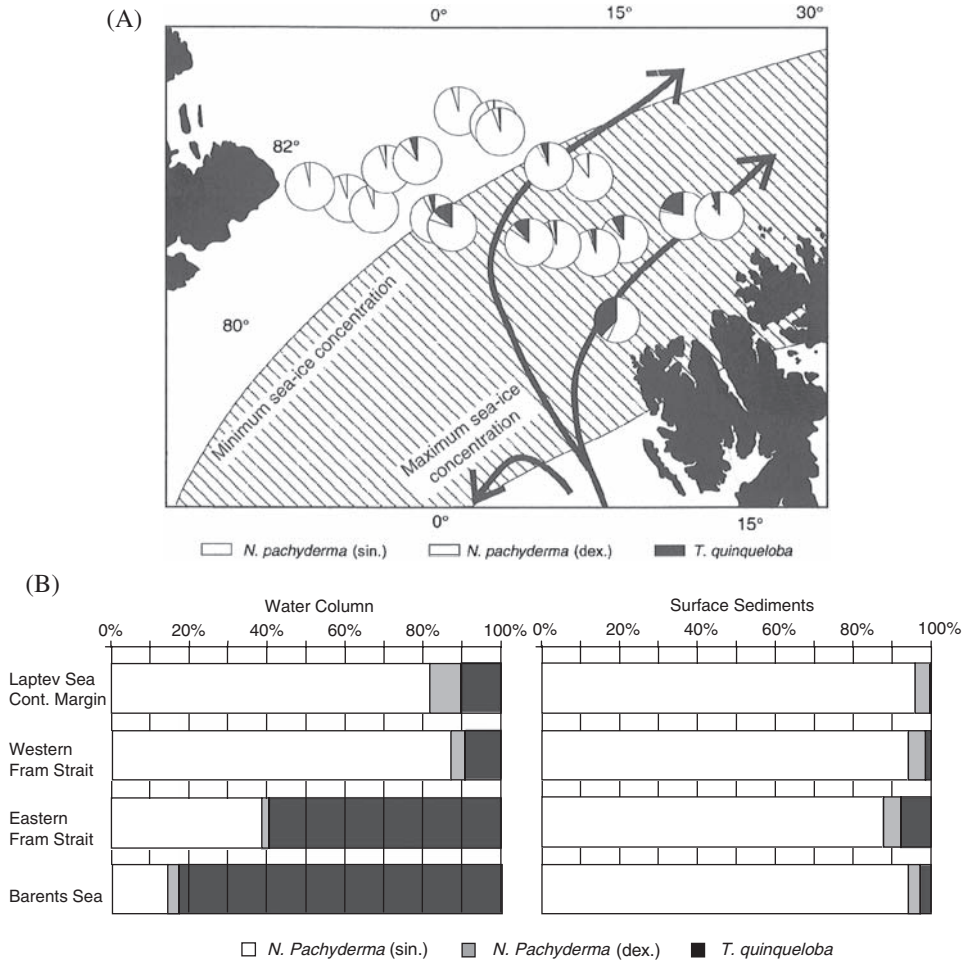 (A)
0° 15° 30°
82°
80°
Minimum sea-ice concentration
Maximum sea-ice
concentration
0° 15°
N. pachyderma (sin.) N. pachyderma (dex.) T. quinqueloba
(B)
Water Column Surface Sediments
0% 20% 40% 60% 80% 100% 0% 20% 40% 60% 80% 100%
Laptev Sea
Cont. Margin
Western
Fram Strait
Eastern
Fram Strait
Barents Sea
N. Pachyderma (sin.) N. Pachyderma (dex.) T. quinqueloba